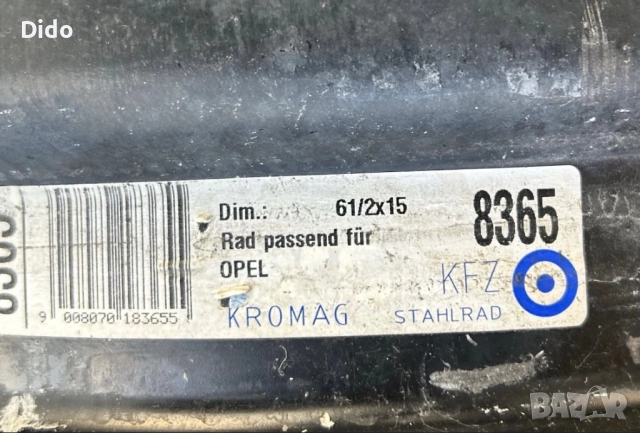 Dido
Dim.: 61/2x15
8365
Rad passend für
OPEL
KFZ
KROMAG STAHLRAD
9 008070 183655
BAZAR